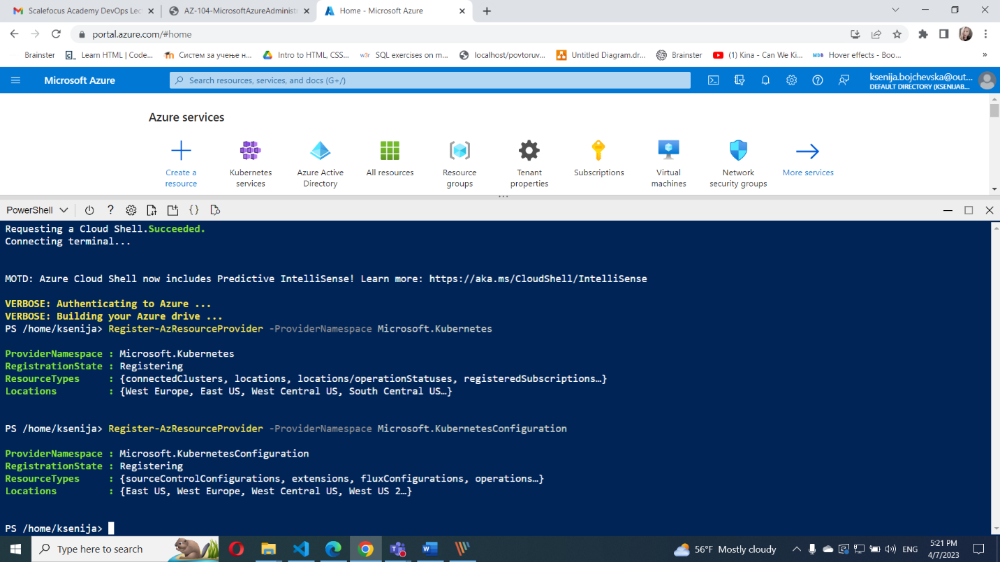 Scalefocus Academy DevOps Lec
AZ-104-MicrosoftAzureAdministr
Home - Microsoft Azure
portal.azure.com/#home
Brainster
Learn HTML | Code...
Систем за учење н...
Intro to HTML, CSS...
SQL exercises on m...
localhost/povtoruv...
Untitled Diagram.dr...
Brainster
(1) Kina - Can We Ki...
Hover effects - Boo...
»
Microsoft Azure
Search resources, services, and docs (G+/)
ksenija.bojchevska@out...
DEFAULT DIRECTORY (KSENIJAB...
Azure services
Create a
resource
Kubernetes
services
Azure Active
Directory
All resources
Resource
groups
Tenant
properties
Subscriptions
Virtual
machines
Network
security groups
More services
PowerShell
Requesting a Cloud Shell.Succeeded.
Connecting terminal...
MOTD: Azure Cloud Shell now includes Predictive IntelliSense! Learn more: https://aka.ms/CloudShell/IntelliSense
VERBOSE: Authenticating to Azure ...
VERBOSE: Building your Azure drive ...
PS /home/ksenija> Register-AzResourceProvider -ProviderNamespace Microsoft.Kubernetes
ProviderNamespace : Microsoft.Kubernetes
RegistrationState : Registering
ResourceTypes     : {connectedClusters, locations, locations/operationStatuses, registeredSubscriptions…}
Locations         : {West Europe, East US, West Central US, South Central US…}
PS /home/ksenija> Register-AzResourceProvider -ProviderNamespace Microsoft.KubernetesConfiguration
ProviderNamespace : Microsoft.KubernetesConfiguration
RegistrationState : Registering
ResourceTypes     : {sourceControlConfigurations, extensions, fluxConfigurations, operations…}
Locations         : {East US, West Europe, West Central US, West US 2…}
PS /home/ksenija>
Type here to search
56°F Mostly cloudy
ENG
5:21 PM
4/7/2023